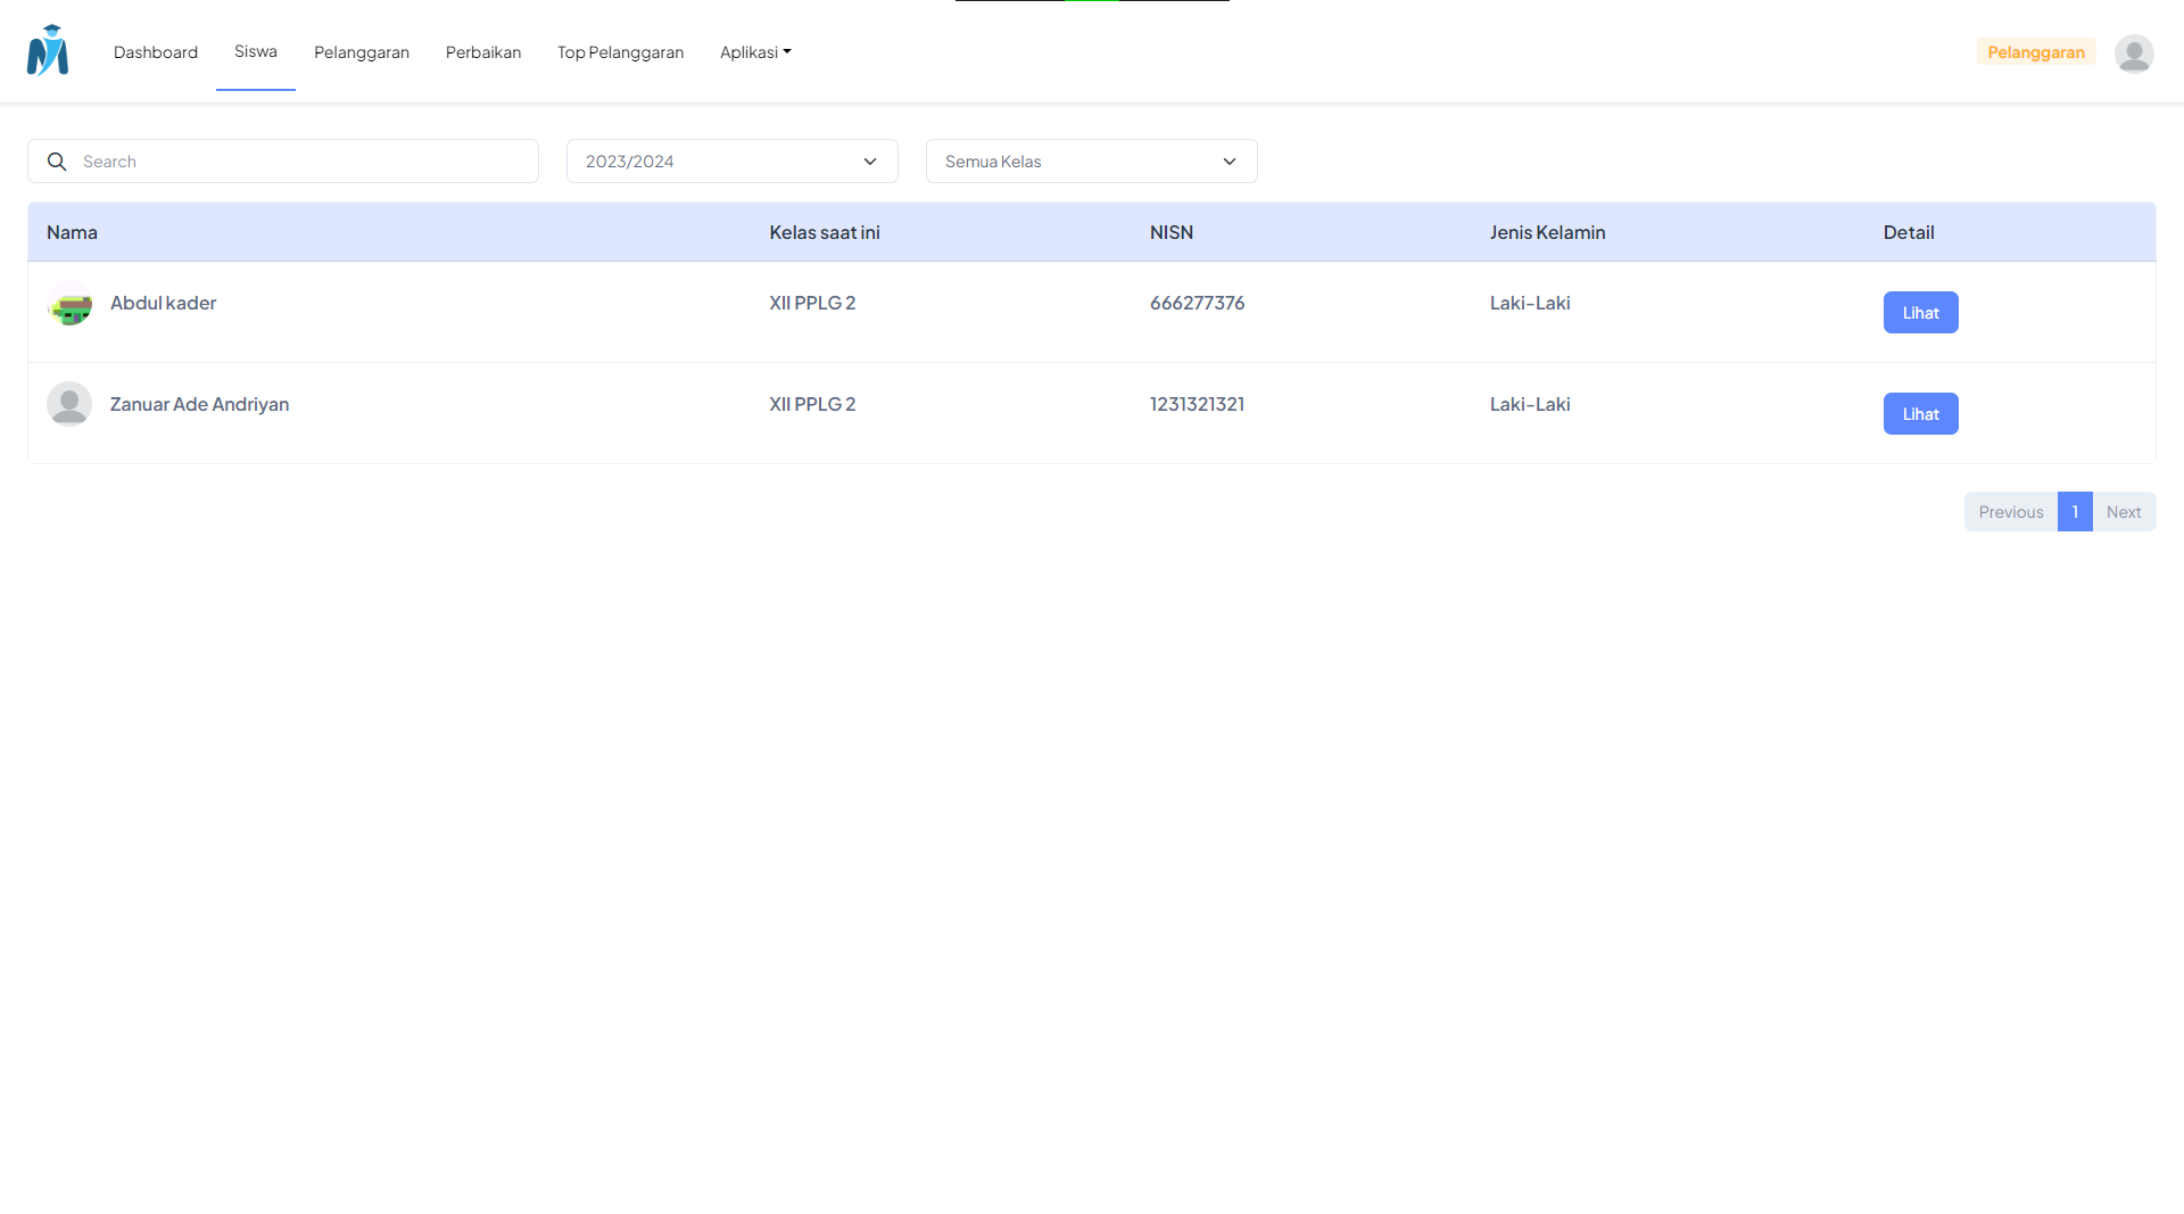 Dashboard Siswa Pelanggaran Perbaikan Top Pelanggaran Aplikasi Pelanggaran
Search 2023/2024 Semua Kelas
Nama Kelas saat ini NISN Jenis Kelamin Detail
Abdul kader XII PPLG 2 666277376 Laki-Laki Lihat
Zanuar Ade Andriyan XII PPLG 2 1231321321 Laki-Laki Lihat
Previous 1 Next